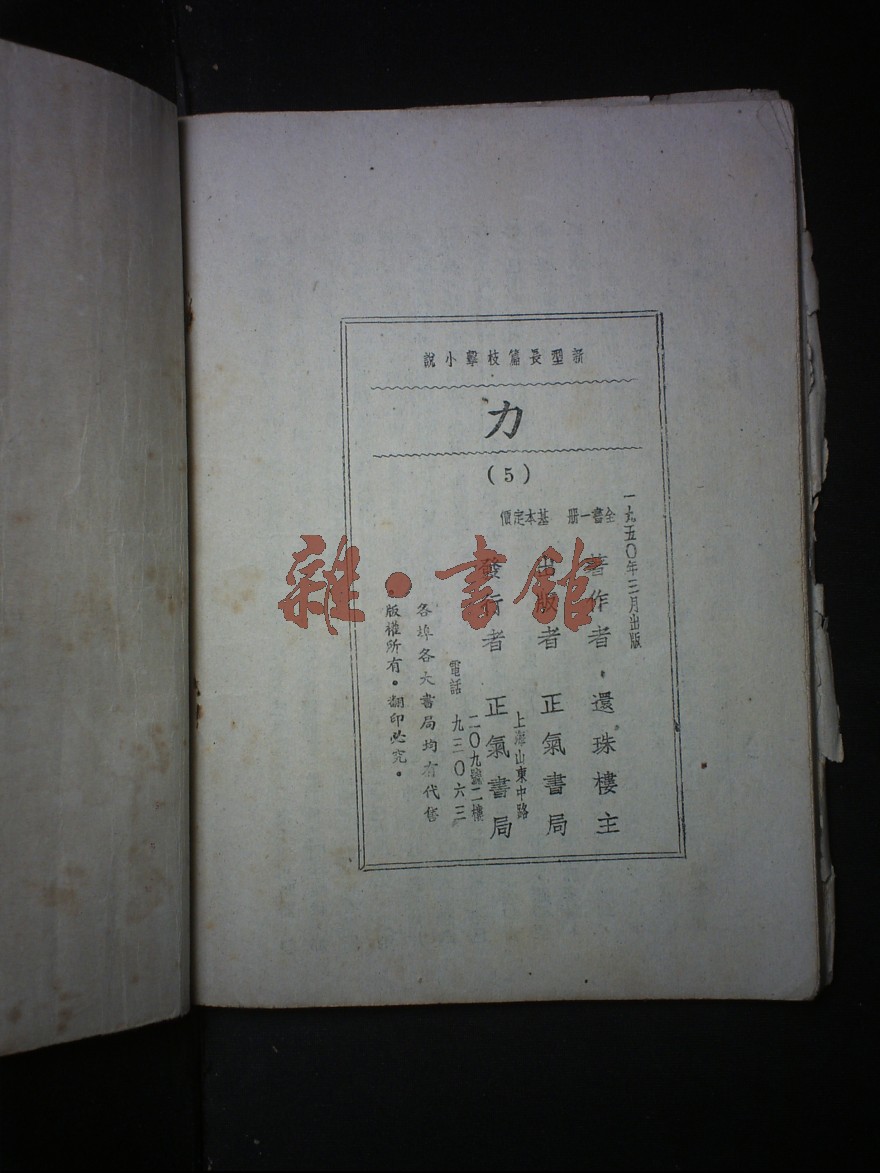 新型長篇技擊小說
力
(5)
一九五〇年三月出版
全書一冊　基本定價
著作者・還珠樓主
出版者　正氣書局
發行者　正氣書局
上海山東中路
二〇九號二樓
電話　九三〇六三
各埠各大書局均有代售
版權所有・翻印必究・
雜・書館